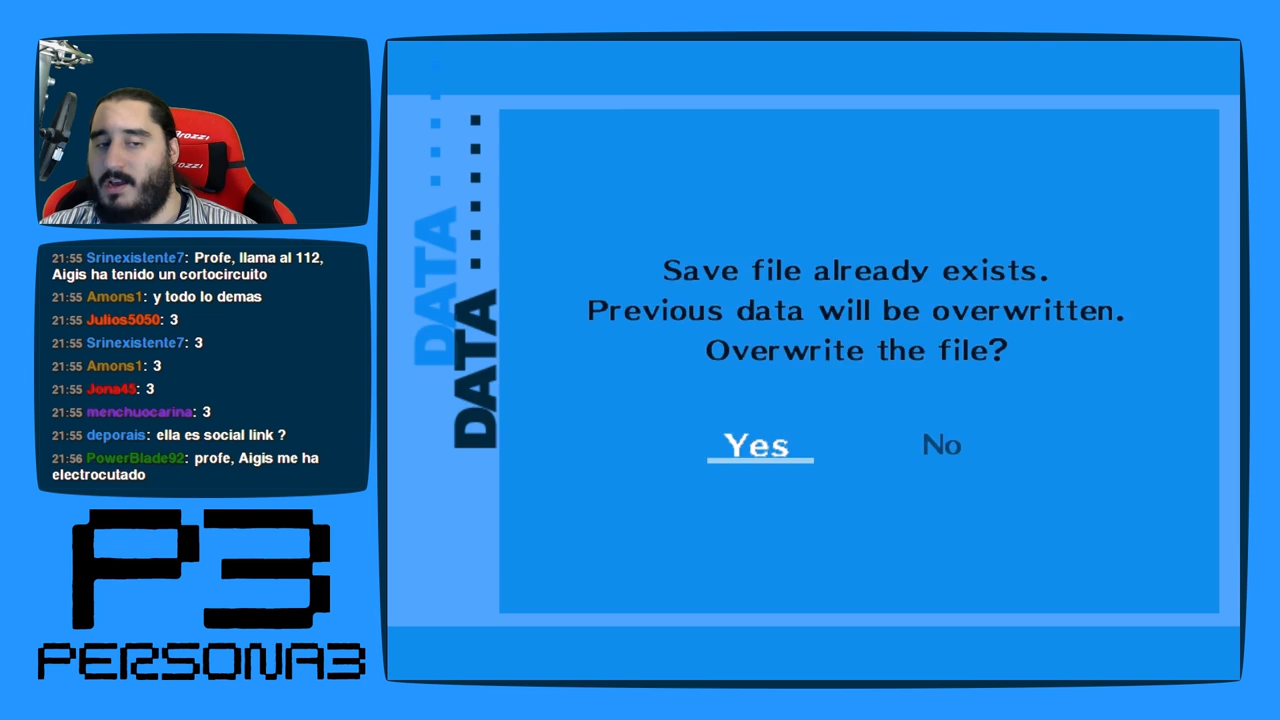 Brozzi
ROZZI
21:55 Srinexistente7: Profe, llama al 112,
Aigis ha tenido un cortocircuito
21:55 Amons1: y todo lo demas
21:55 Julios5050: 3
21:55 Srinexistente7: 3
21:55 Amons1: 3
21:55 Jona45: 3
21:55 menchuocarina: 3
21:55 deporais: ella es social link ?
21:56 PowerBlade92: profe, Aigis me ha
electrocutado
P3
PERSONA3
DATA
DATA
Save file already exists.
Previous data will be overwritten.
Overwrite the file?
Yes No